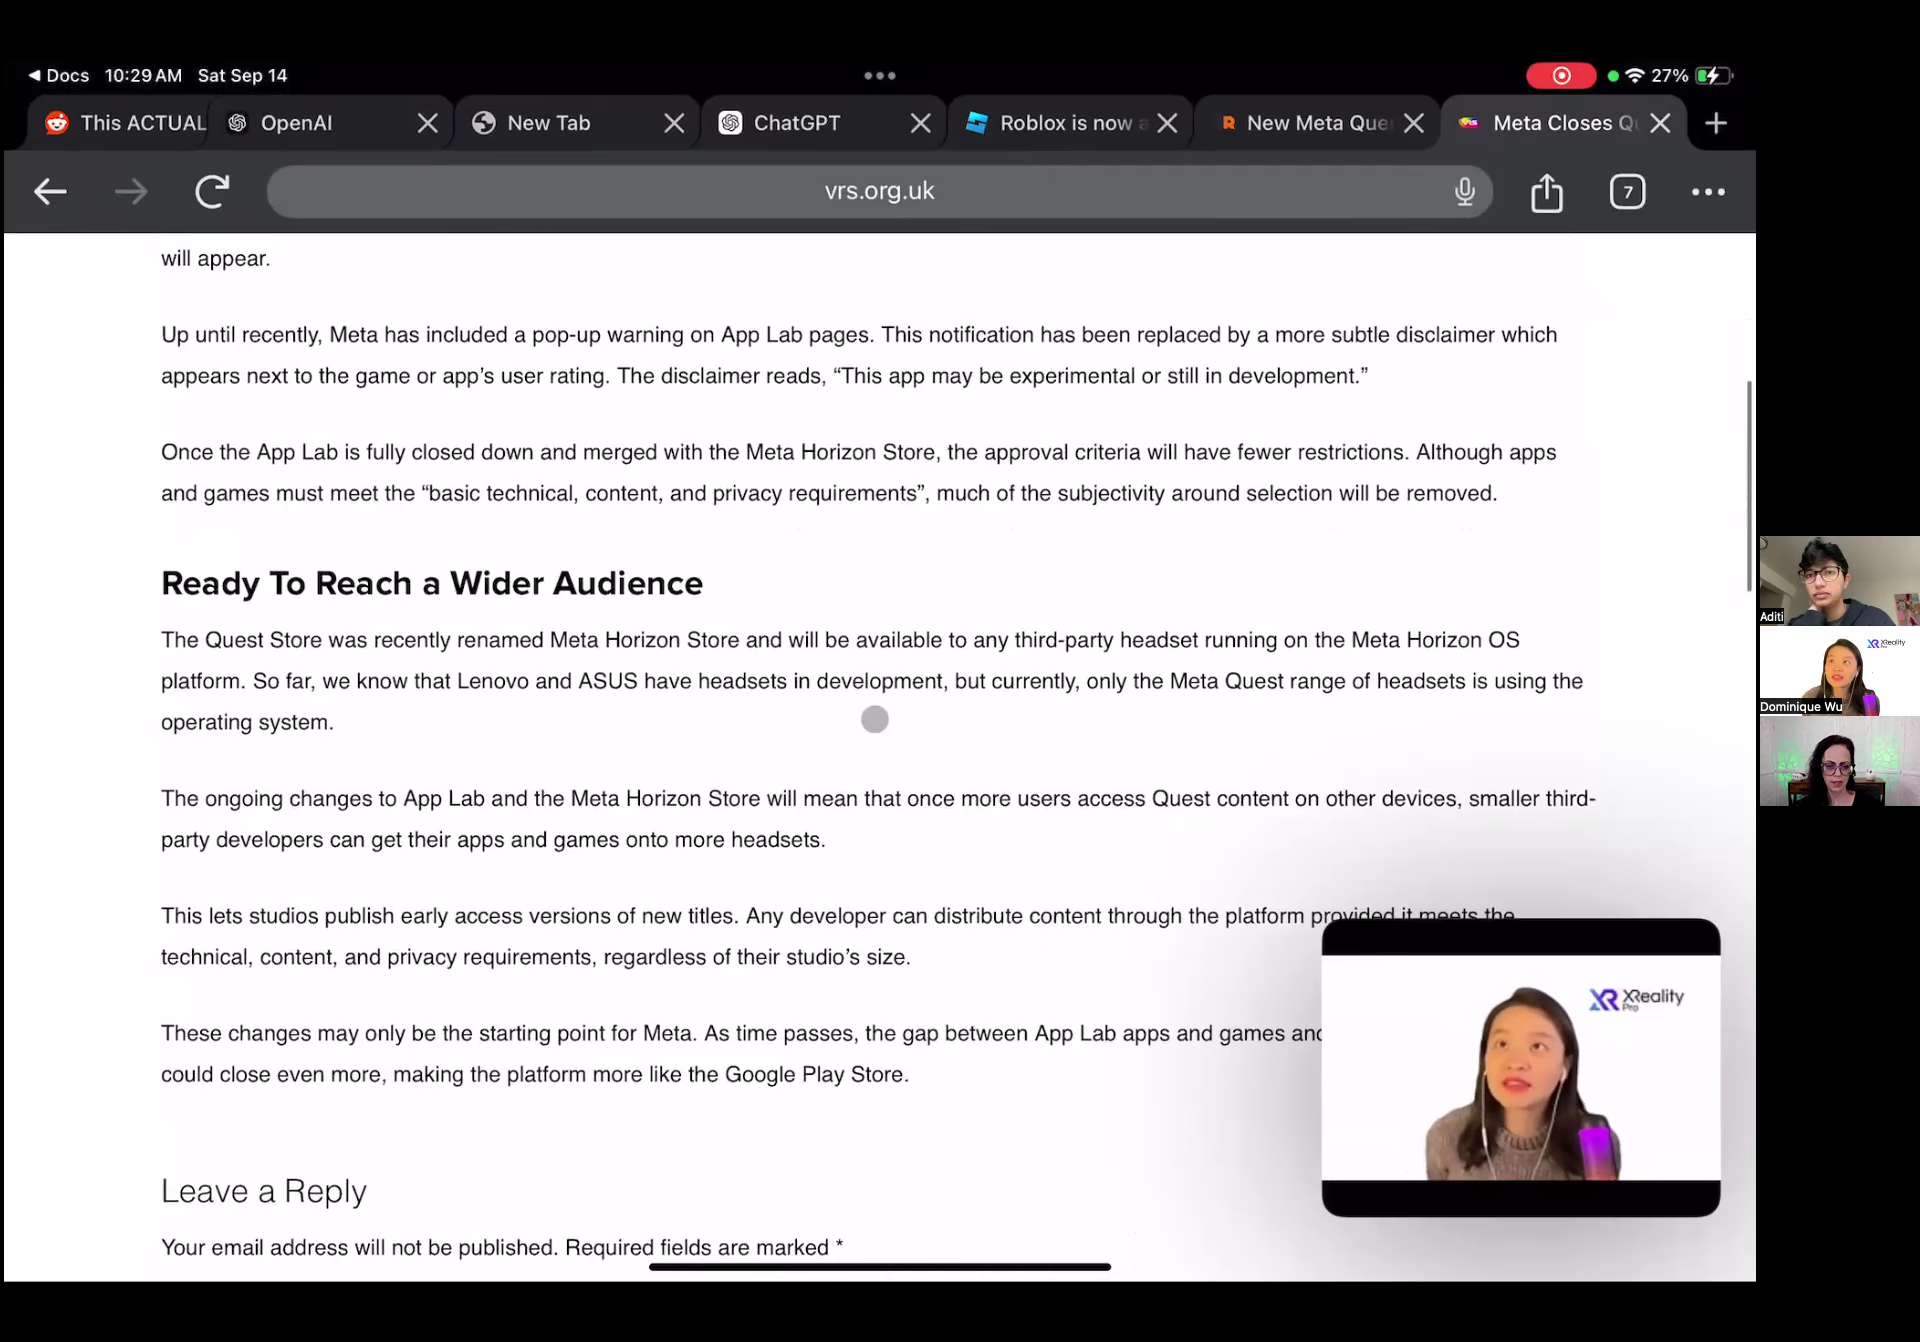 Docs 10:29 AM Sat Sep 14
27%
This ACTUAL
OpenAI
New Tab
ChatGPT
Roblox is now a
New Meta Que
Meta Closes Qu
vrs.org.uk
7
will appear.
Up until recently, Meta has included a pop-up warning on App Lab pages. This notification has been replaced by a more subtle disclaimer which
appears next to the game or app’s user rating. The disclaimer reads, “This app may be experimental or still in development.”
Once the App Lab is fully closed down and merged with the Meta Horizon Store, the approval criteria will have fewer restrictions. Although apps
and games must meet the “basic technical, content, and privacy requirements”, much of the subjectivity around selection will be removed.
Ready To Reach a Wider Audience
The Quest Store was recently renamed Meta Horizon Store and will be available to any third-party headset running on the Meta Horizon OS
platform. So far, we know that Lenovo and ASUS have headsets in development, but currently, only the Meta Quest range of headsets is using the
operating system.
The ongoing changes to App Lab and the Meta Horizon Store will mean that once more users access Quest content on other devices, smaller third-
party developers can get their apps and games onto more headsets.
This lets studios publish early access versions of new titles. Any developer can distribute content through the platform provided it meets the
technical, content, and privacy requirements, regardless of their studio’s size.
These changes may only be the starting point for Meta. As time passes, the gap between App Lab apps and games and
could close even more, making the platform more like the Google Play Store.
Leave a Reply
Your email address will not be published. Required fields are marked *
XR XReality
Pro
Aditi
XR XReality
Dominique Wu